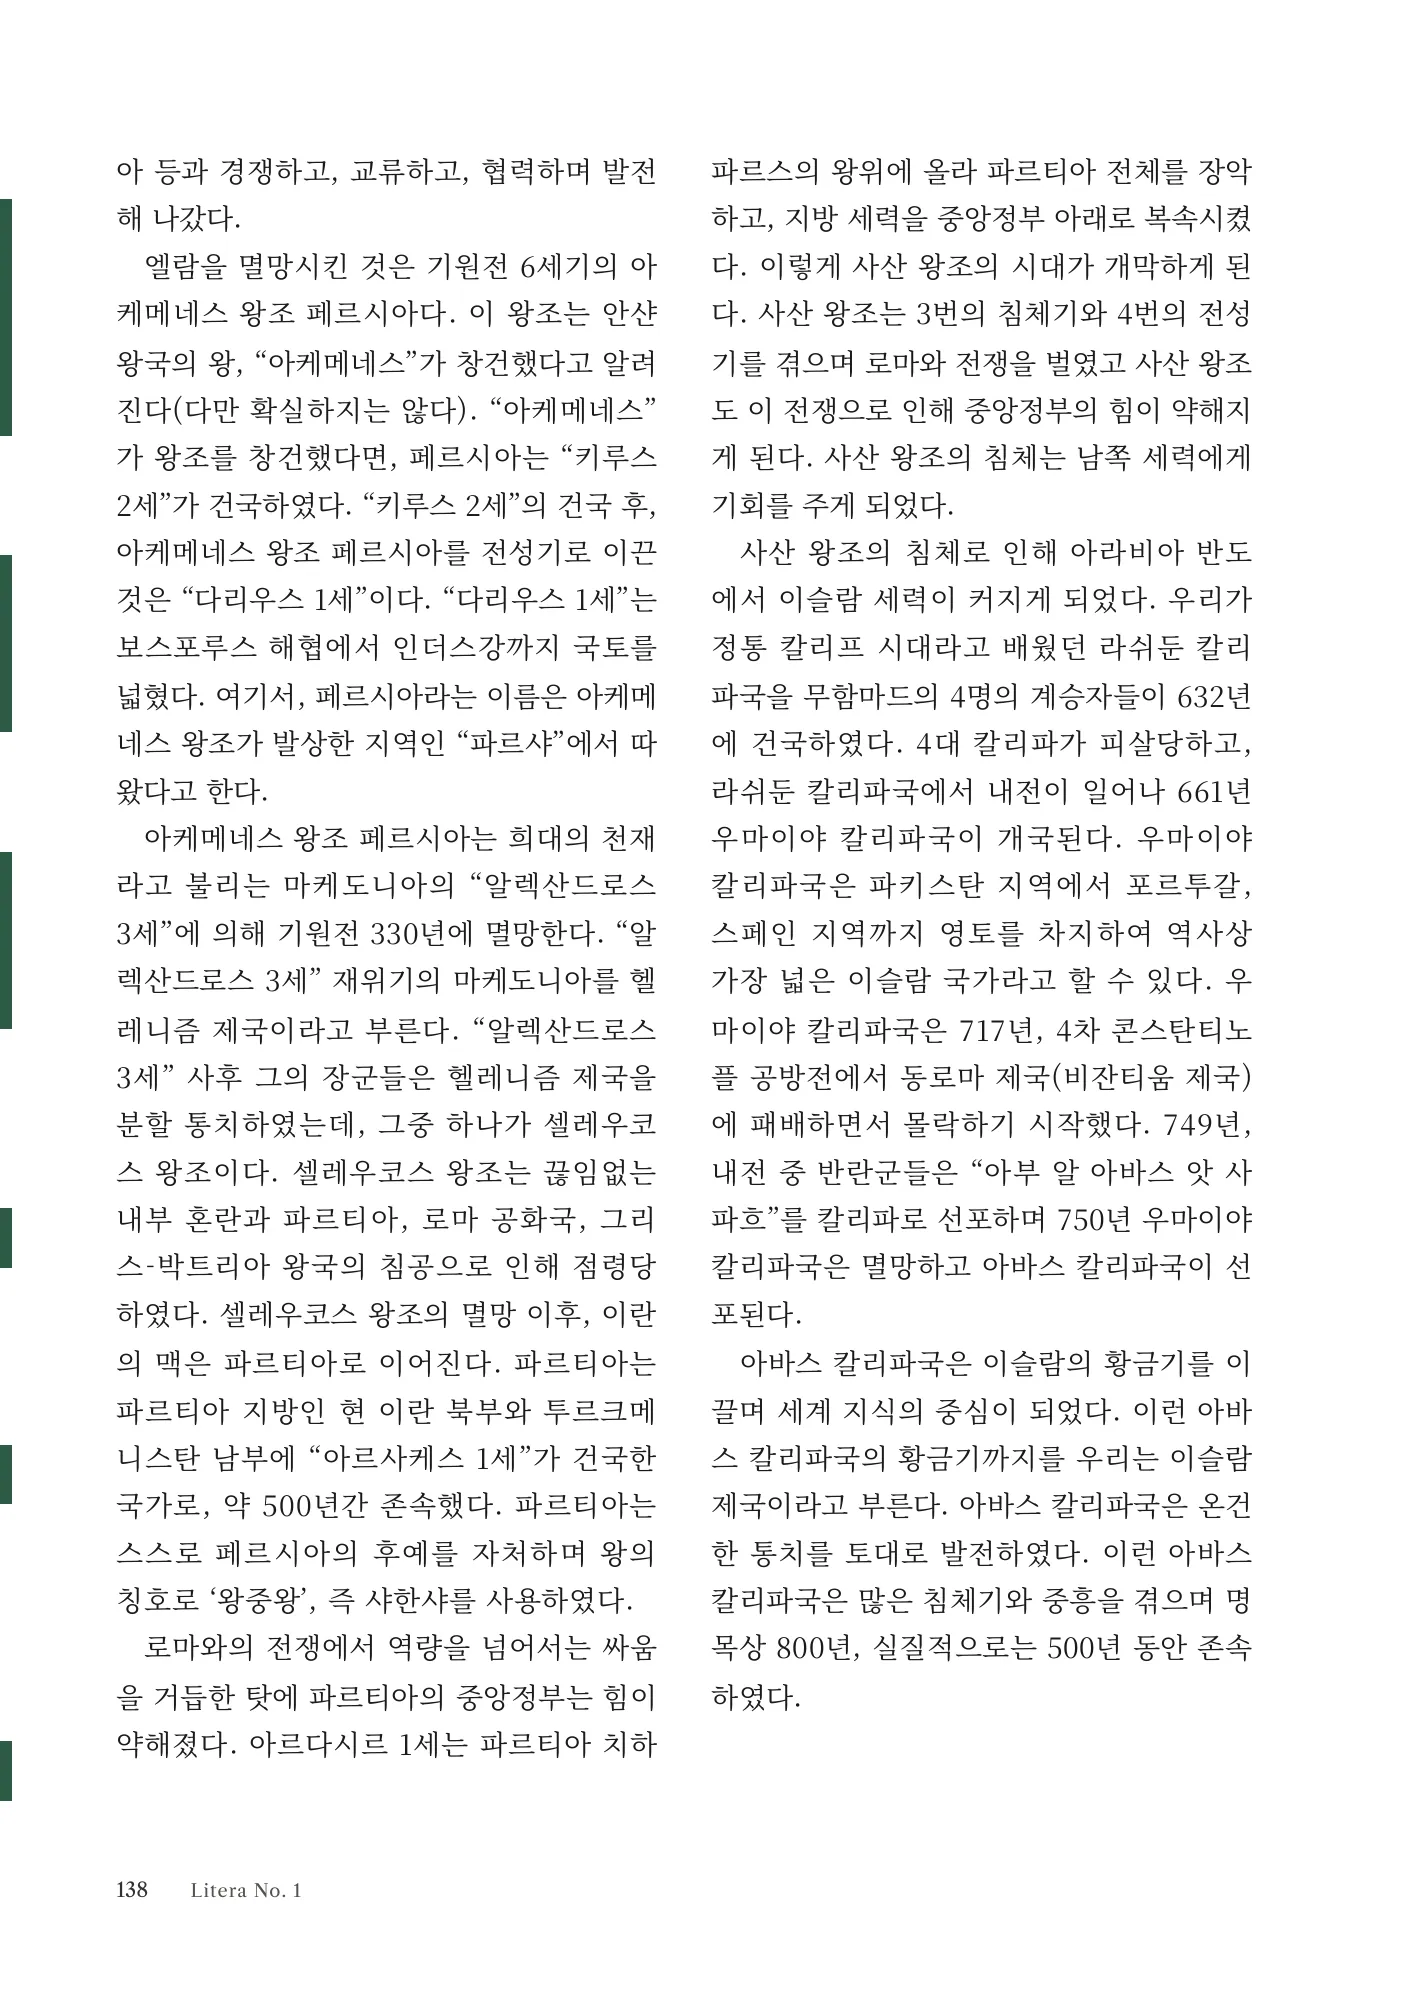 아 등과 경쟁하고, 교류하고, 협력하며 발전
해 나갔다.
엘람을 멸망시킨 것은 기원전 6세기의 아
케메네스 왕조 페르시아다. 이 왕조는 안샨
왕국의 왕, “아케메네스”가 창건했다고 알려
진다(다만 확실하지는 않다). “아케메네스”
가 왕조를 창건했다면, 페르시아는 “키루스
2세”가 건국하였다. “키루스 2세”의 건국 후,
아케메네스 왕조 페르시아를 전성기로 이끈
것은 “다리우스 1세”이다. “다리우스 1세”는
보스포루스 해협에서 인더스강까지 국토를
넓혔다. 여기서, 페르시아라는 이름은 아케메
네스 왕조가 발상한 지역인 “파르샤”에서 따
왔다고 한다.
아케메네스 왕조 페르시아는 희대의 천재
라고 불리는 마케도니아의 “알렉산드로스
3세”에 의해 기원전 330년에 멸망한다. “알
렉산드로스 3세” 재위기의 마케도니아를 헬
레니즘 제국이라고 부른다. “알렉산드로스
3세” 사후 그의 장군들은 헬레니즘 제국을
분할 통치하였는데, 그중 하나가 셀레우코
스 왕조이다. 셀레우코스 왕조는 끊임없는
내부 혼란과 파르티아, 로마 공화국, 그리
스-박트리아 왕국의 침공으로 인해 점령당
하였다. 셀레우코스 왕조의 멸망 이후, 이란
의 맥은 파르티아로 이어진다. 파르티아는
파르티아 지방인 현 이란 북부와 투르크메
니스탄 남부에 “아르사케스 1세”가 건국한
국가로, 약 500년간 존속했다. 파르티아는
스스로 페르시아의 후예를 자처하며 왕의
칭호로 ‘왕중왕’, 즉 샤한샤를 사용하였다.
로마와의 전쟁에서 역량을 넘어서는 싸움
을 거듭한 탓에 파르티아의 중앙정부는 힘이
약해졌다. 아르다시르 1세는 파르티아 치하
파르스의 왕위에 올라 파르티아 전체를 장악
하고, 지방 세력을 중앙정부 아래로 복속시켰
다. 이렇게 사산 왕조의 시대가 개막하게 된
다. 사산 왕조는 3번의 침체기와 4번의 전성
기를 겪으며 로마와 전쟁을 벌였고 사산 왕조
도 이 전쟁으로 인해 중앙정부의 힘이 약해지
게 된다. 사산 왕조의 침체는 남쪽 세력에게
기회를 주게 되었다.
사산 왕조의 침체로 인해 아라비아 반도
에서 이슬람 세력이 커지게 되었다. 우리가
정통 칼리프 시대라고 배웠던 라쉬둔 칼리
파국을 무함마드의 4명의 계승자들이 632년
에 건국하였다. 4대 칼리파가 피살당하고,
라쉬둔 칼리파국에서 내전이 일어나 661년
우마이야 칼리파국이 개국된다. 우마이야
칼리파국은 파키스탄 지역에서 포르투갈,
스페인 지역까지 영토를 차지하여 역사상
가장 넓은 이슬람 국가라고 할 수 있다. 우
마이야 칼리파국은 717년, 4차 콘스탄티노
플 공방전에서 동로마 제국(비잔티움 제국)
에 패배하면서 몰락하기 시작했다. 749년,
내전 중 반란군들은 “아부 알 아바스 앗 사
파흐”를 칼리파로 선포하며 750년 우마이야
칼리파국은 멸망하고 아바스 칼리파국이 선
포된다.
아바스 칼리파국은 이슬람의 황금기를 이
끌며 세계 지식의 중심이 되었다. 이런 아바
스 칼리파국의 황금기까지를 우리는 이슬람
제국이라고 부른다. 아바스 칼리파국은 온건
한 통치를 토대로 발전하였다. 이런 아바스
칼리파국은 많은 침체기와 중흥을 겪으며 명
목상 800년, 실질적으로는 500년 동안 존속
하였다.
138 Litera No. 1